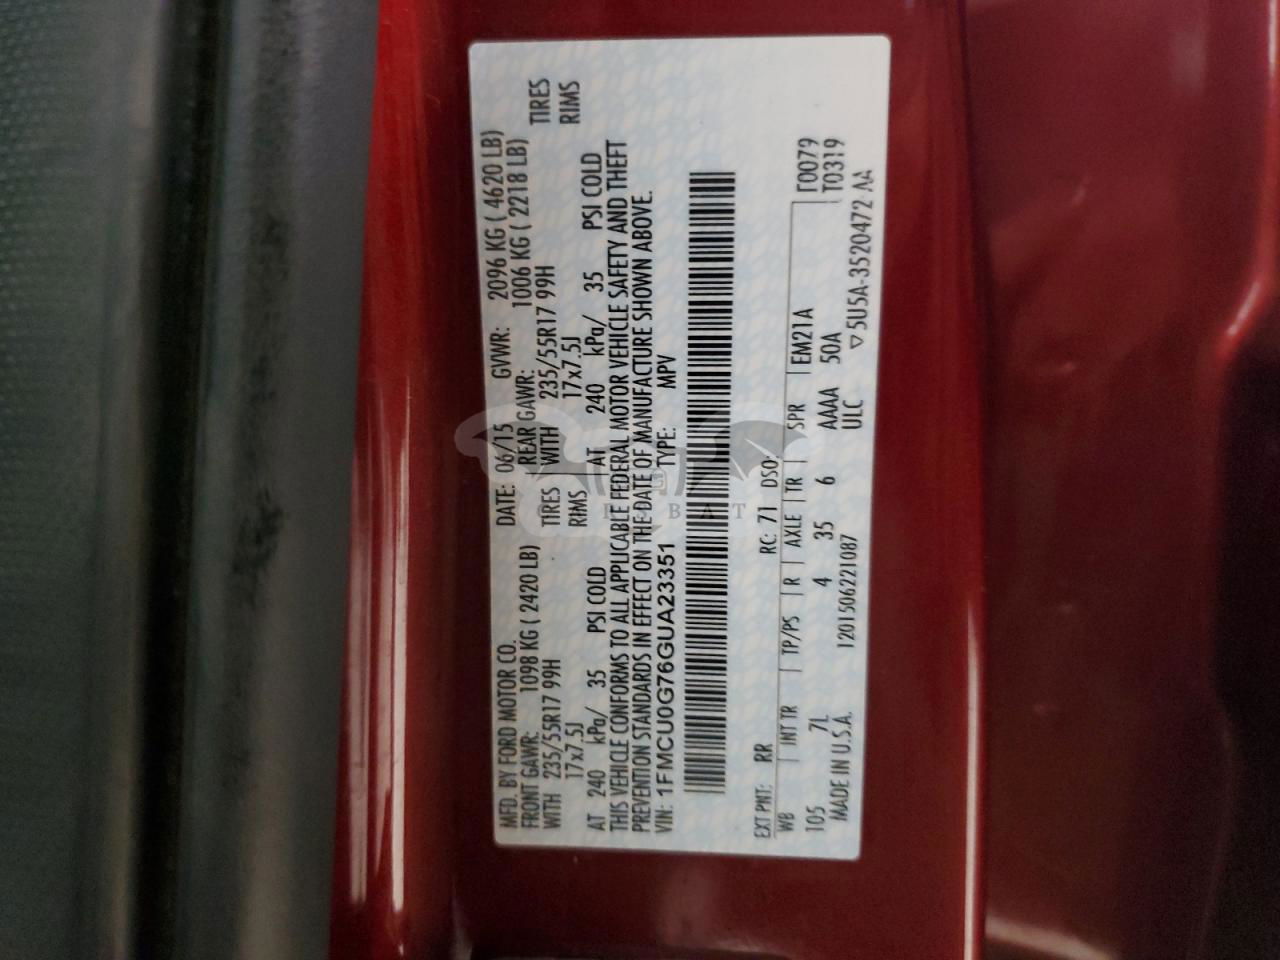 MFD. BY FORD MOTOR CO. DATE: 06/15 GVWR: 2096 KG ( 4620 LB)
FRONT GAWR: 1098 KG ( 2420 LB) REAR GAWR: 1006 KG ( 2218 LB)
WITH 235/55R17 99H TIRES WITH 235/55R17 99H TIRES
17x7.5J RIMS 17x7.5J RIMS
AT 240 kPa/ 35 PSI COLD AT 240 kPa/ 35 PSI COLD
THIS VEHICLE CONFORMS TO ALL APPLICABLE FEDERAL MOTOR VEHICLE SAFETY AND THEFT
PREVENTION STANDARDS IN EFFECT ON THE DATE OF MANUFACTURE SHOWN ABOVE.
VIN: 1FMCU0G76GUA23351 TYPE: MPV
EXT PNT: RR RC: 71 DSO:
WB INT TR TP/PS R AXLE TR SPR EM21A T0079
105 7L 4 35 6 AAAA 50A T0319
MADE IN U.S.A. 1201506221087 ULC ▽5U5A-3520472 AA